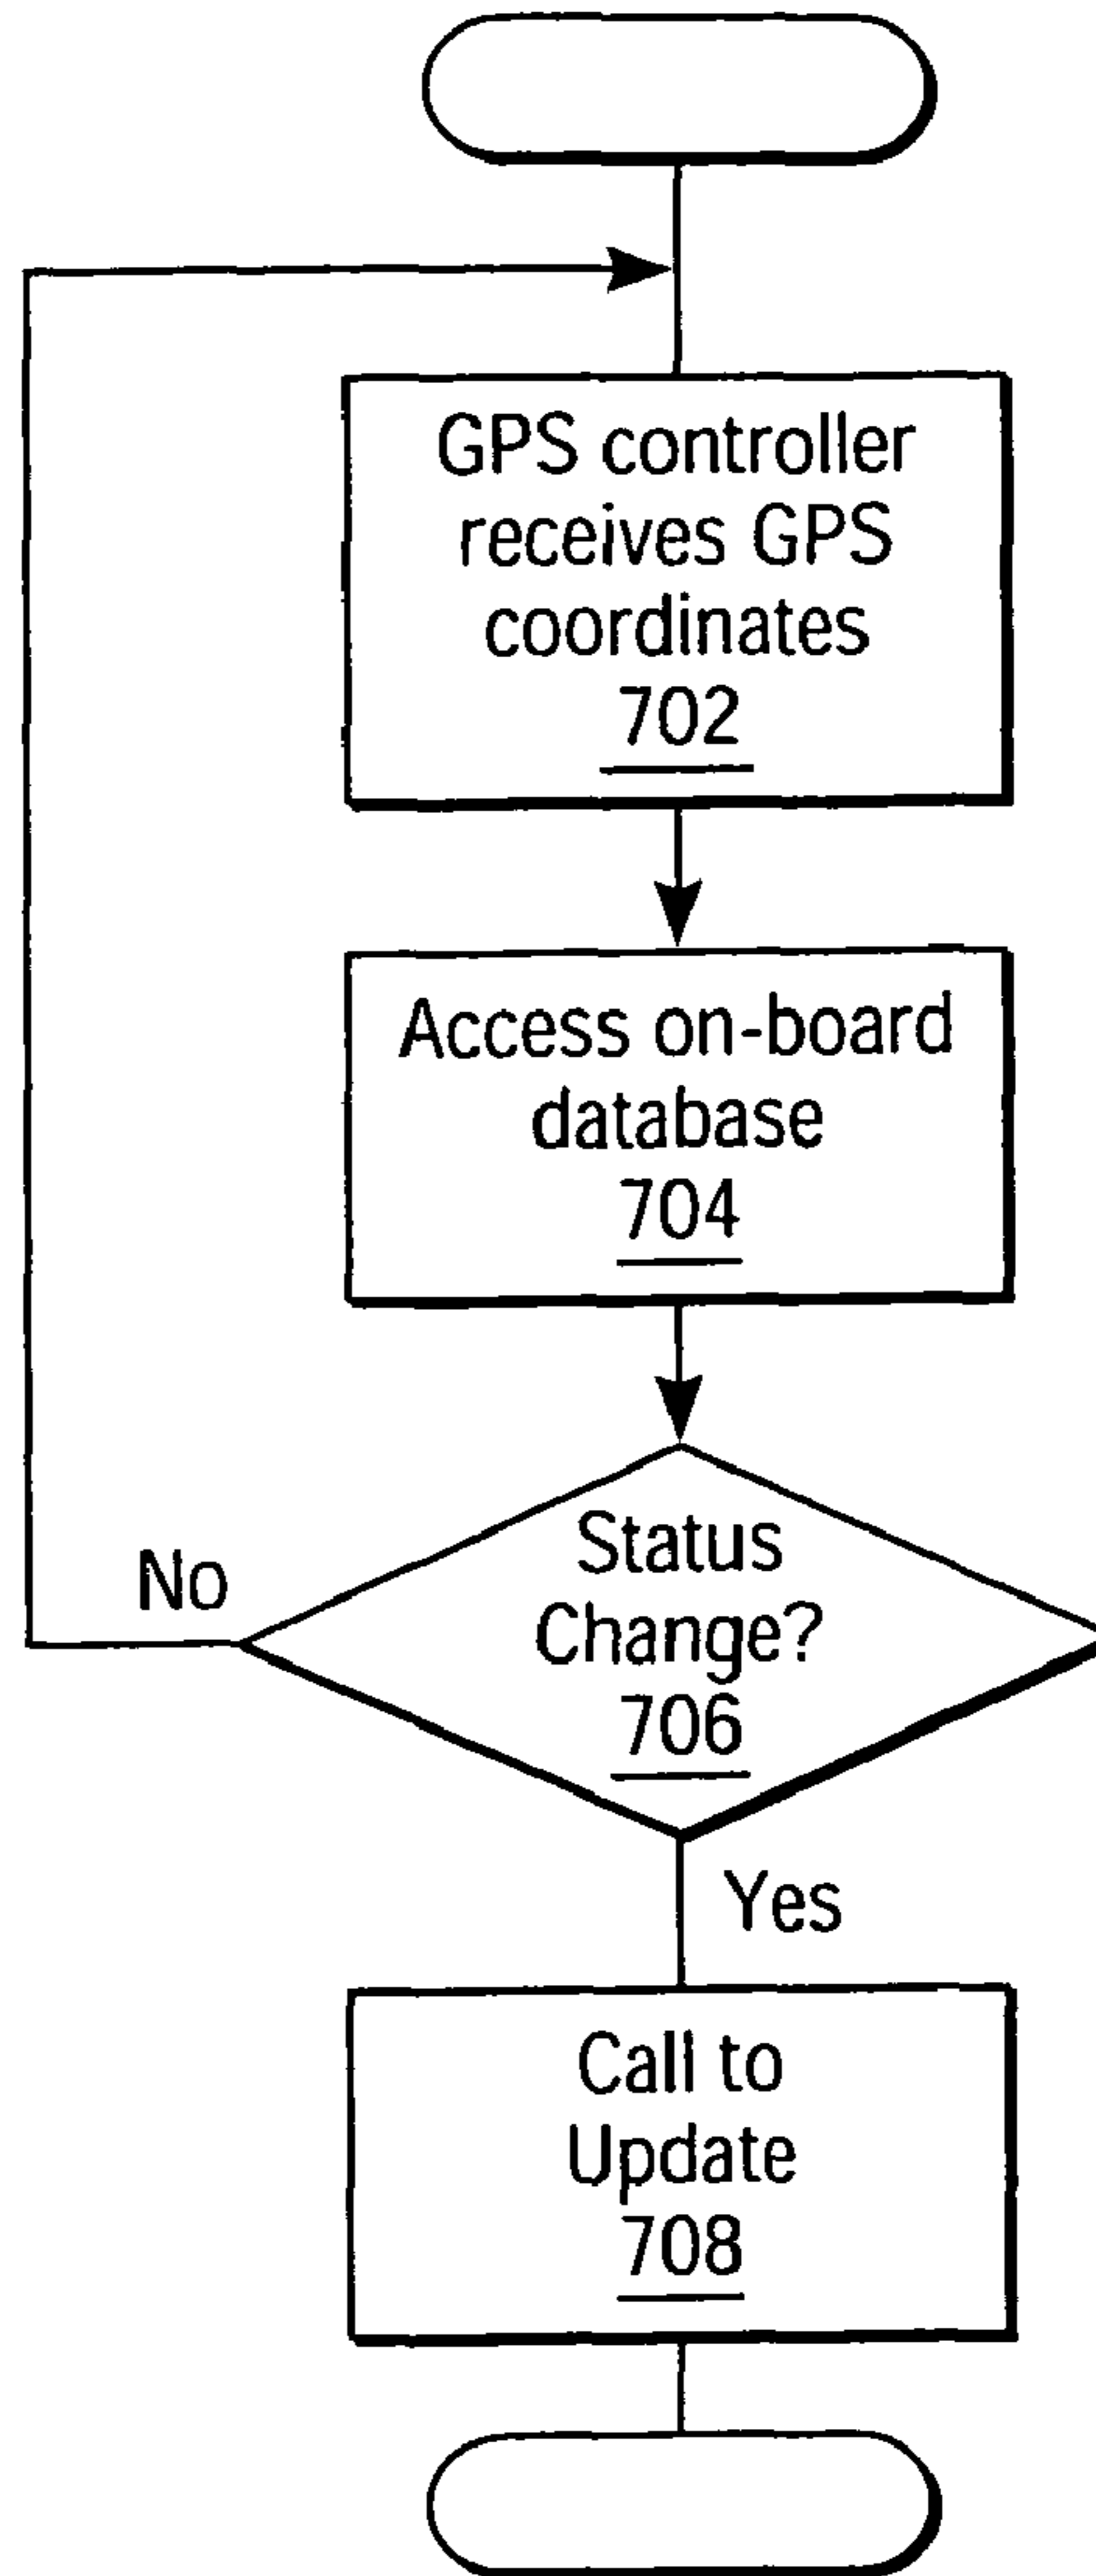 GPS controller
receives GPS
coordinates
702
Access on-board
database
704
Status
Change?
706
No
Yes
Call to
Update
708